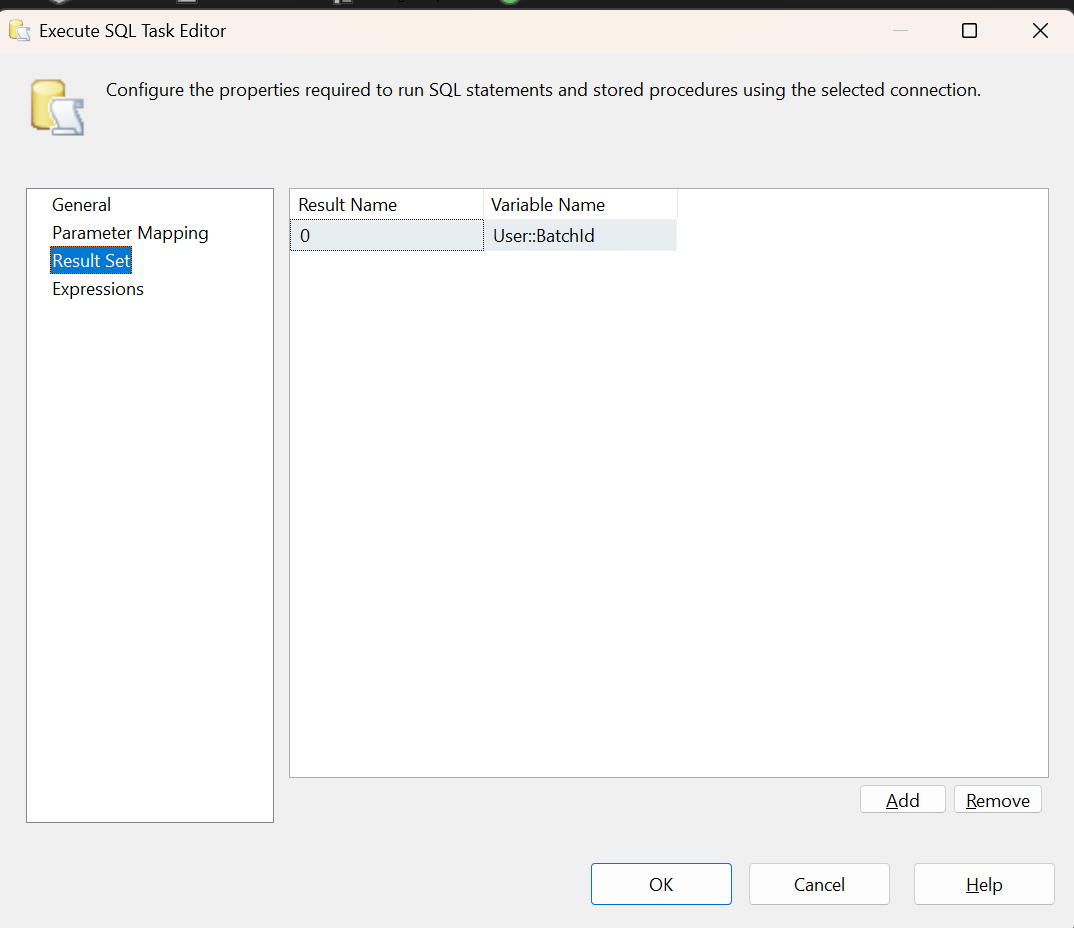 Execute SQL Task Editor
Configure the properties required to run SQL statements and stored procedures using the selected connection.
General
Parameter Mapping
Result Set
Expressions
Result Name Variable Name
0 User::BatchId
Add Remove
OK Cancel Help